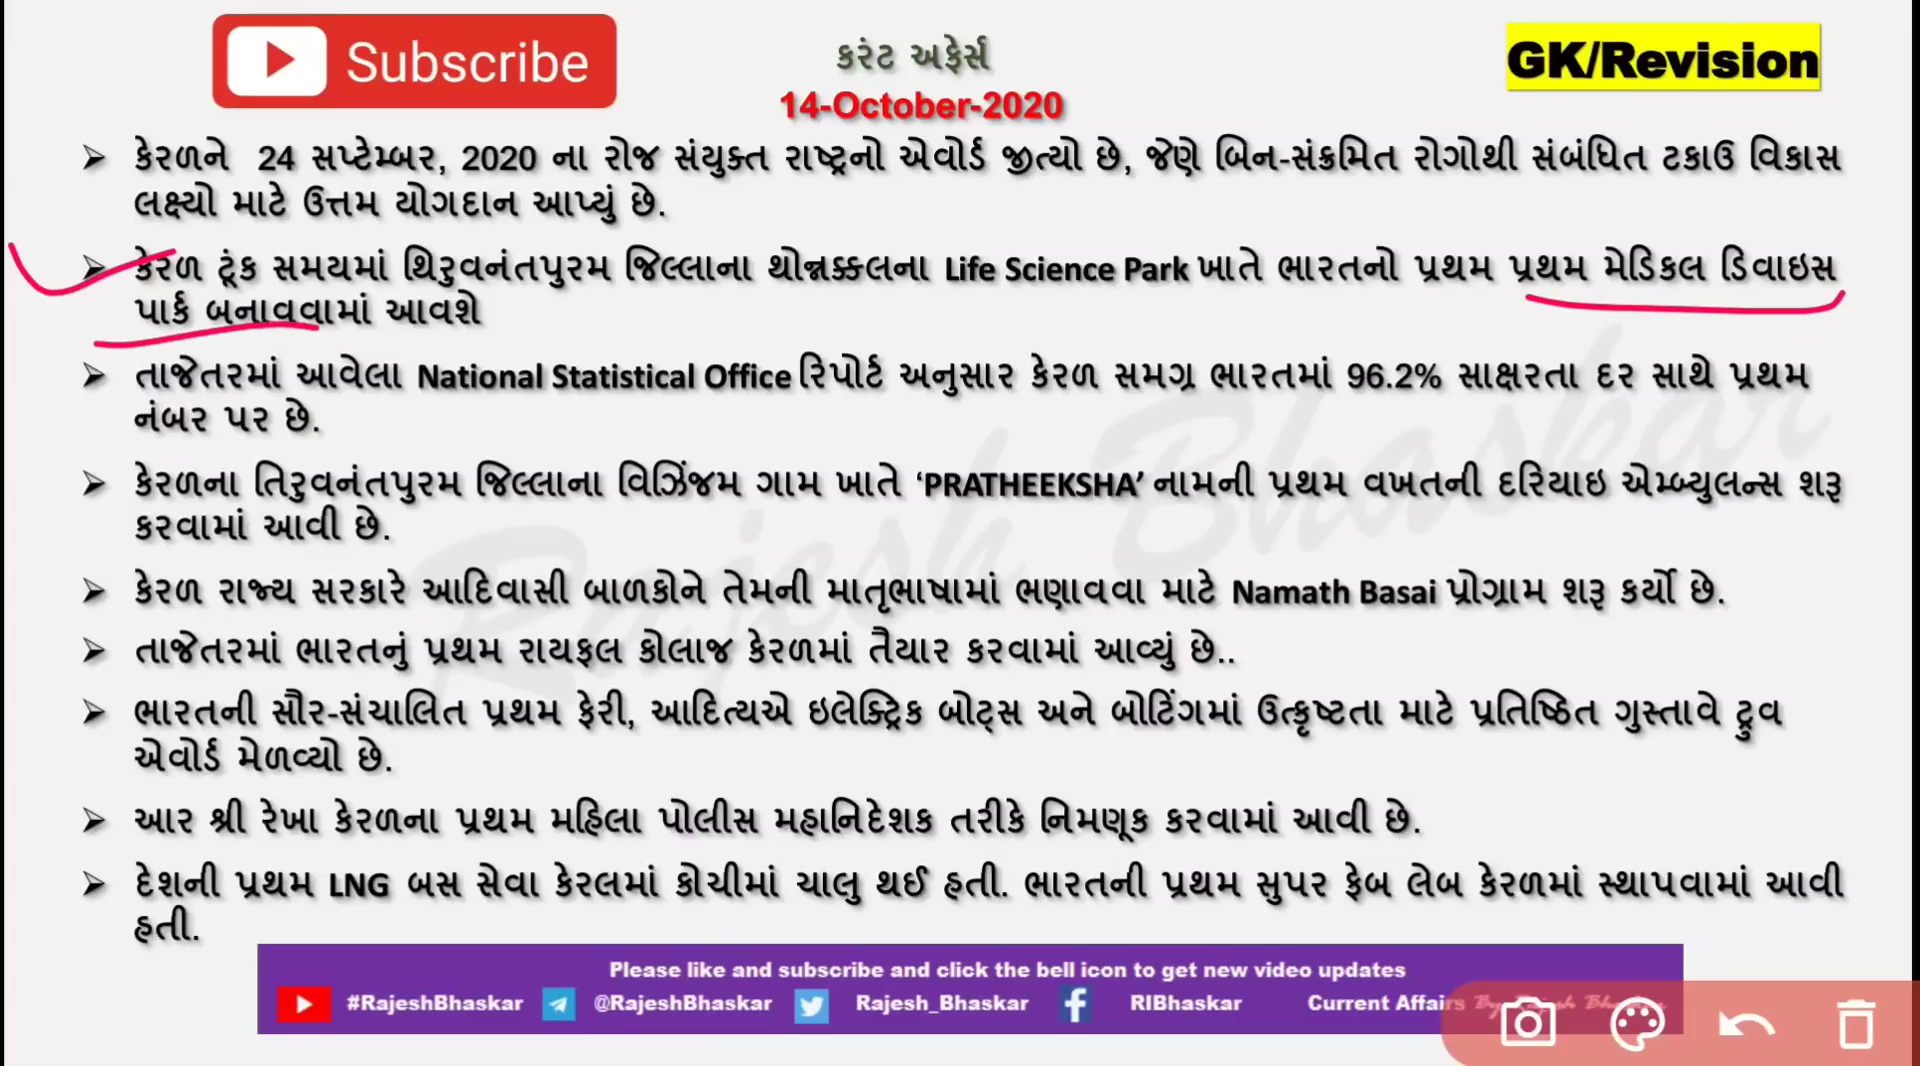 Subscribe
કરંટ અફેર્સ
GK/Revision
14-October-2020
➢ કેરળને 24 સપ્ટેમ્બર, 2020 ના રોજ સંયુક્ત રાષ્ટ્રનો એવોર્ડ જીત્યો છે, જેણે બિન-સંક્રમિત રોગોથી સંબંધિત ટકાઉ વિકાસ
લક્ષ્યો માટે ઉત્તમ યોગદાન આપ્યું છે.
➢ કેરળ ટૂંક સમયમાં થિરુવનંતપુરમ જિલ્લાના થોન્નક્કલના Life Science Park ખાતે ભારતનો પ્રથમ પ્રથમ મેડિકલ ડિવાઇસ
પાર્ક બનાવવામાં આવશે
➢ તાજેતરમાં આવેલા National Statistical Office રિપોર્ટ અનુસાર કેરળ સમગ્ર ભારતમાં 96.2% સાક્ષરતા દર સાથે પ્રથમ
નંબર પર છે.
➢ કેરળના તિરુવનંતપુરમ જિલ્લાના વિઝિંજમ ગામ ખાતે ‘PRATHEEKSHA’ નામની પ્રથમ વખતની દરિયાઇ એમ્બ્યુલન્સ શરૂ
કરવામાં આવી છે.
➢ કેરળ રાજ્ય સરકારે આદિવાસી બાળકોને તેમની માતૃભાષામાં ભણાવવા માટે Namath Basai પ્રોગ્રામ શરૂ કર્યો છે.
➢ તાજેતરમાં ભારતનું પ્રથમ રાયફલ કોલાજ કેરળમાં તૈયાર કરવામાં આવ્યું છે..
➢ ભારતની સૌર-સંચાલિત પ્રથમ ફેરી, આદિત્યએ ઇલેક્ટ્રિક બોટ્સ અને બોટિંગમાં ઉત્કૃષ્ટતા માટે પ્રતિષ્ઠિત ગુસ્તાવે ટ્રુવ
એવોર્ડ મેળવ્યો છે.
➢ આર શ્રી રેખા કેરળના પ્રથમ મહિલા પોલીસ મહાનિદેશક તરીકે નિમણૂક કરવામાં આવી છે.
➢ દેશની પ્રથમ LNG બસ સેવા કેરલમાં કોચીમાં ચાલુ થઈ હતી. ભારતની પ્રથમ સુપર ફેબ લેબ કેરળમાં સ્થાપવામાં આવી
હતી.
Rajesh Bhaskar
Please like and subscribe and click the bell icon to get new video updates
#RajeshBhaskar @RajeshBhaskar Rajesh_Bhaskar RIBhaskar Current Affairs By Rajesh Bhaskar